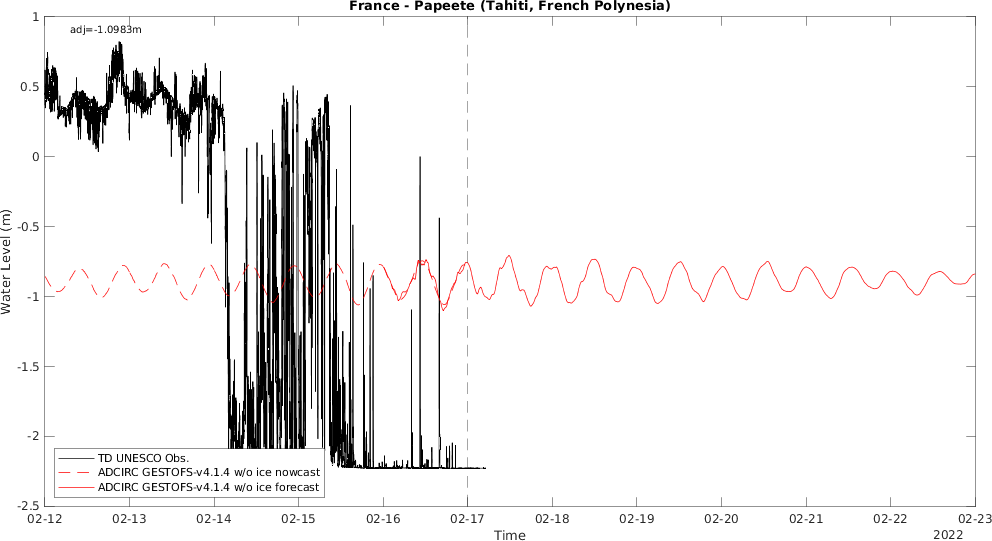 France - Papeete (Tahiti, French Polynesia)
adj=-1.0983m
1
0.5
0
-0.5
-1
-1.5
-2
-2.5
Water Level (m)
TD UNESCO Obs.
ADCIRC GESTOFS-v4.1.4 w/o ice nowcast
ADCIRC GESTOFS-v4.1.4 w/o ice forecast
02-12 02-13 02-14 02-15 02-16 02-17 02-18 02-19 02-20 02-21 02-22 02-23
Time
2022